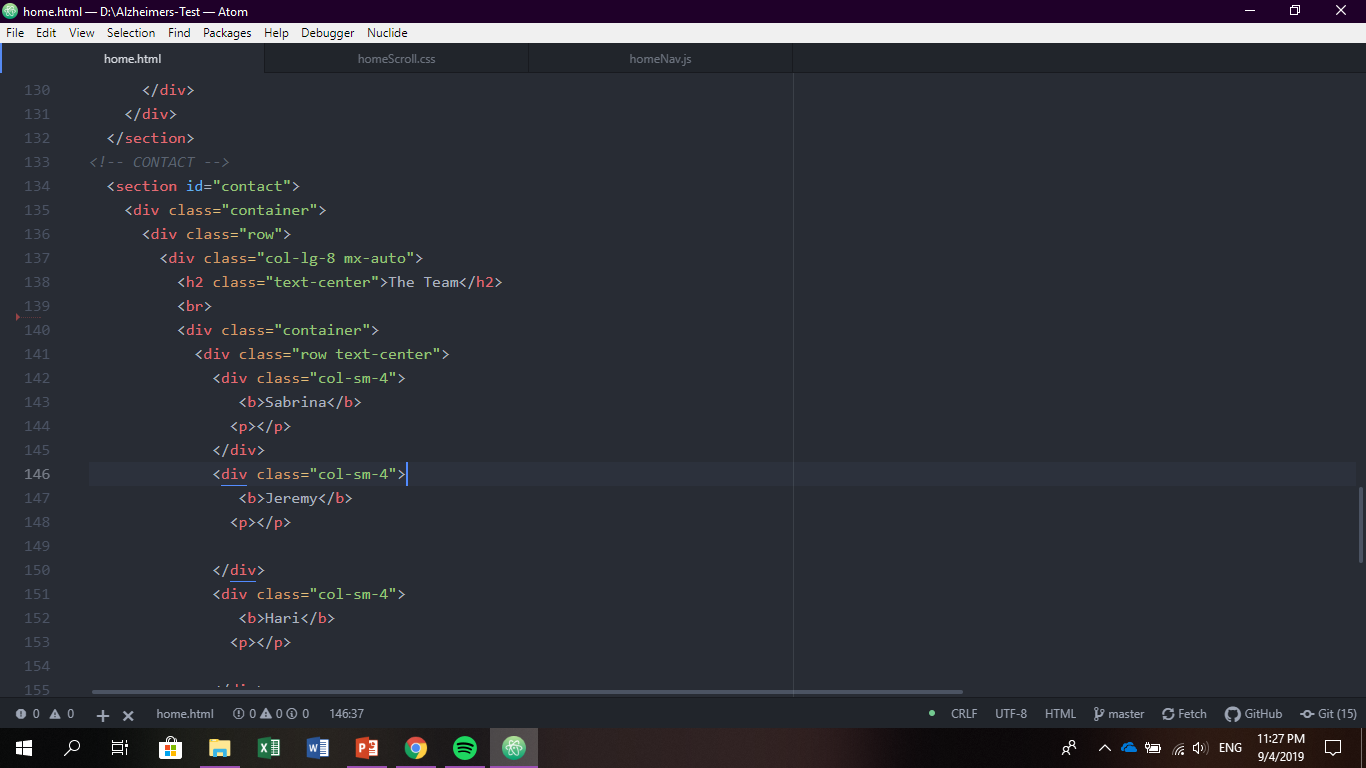 home.html — D:\Alzheimers-Test — Atom
File Edit View Selection Find Packages Help Debugger Nuclide
home.html homeScroll.css homeNav.js
130 </div>
131 </div>
132 </section>
133 <!-- CONTACT -->
134 <section id="contact">
135 <div class="container">
136 <div class="row">
137 <div class="col-lg-8 mx-auto">
138 <h2 class="text-center">The Team</h2>
139 <br>
140 <div class="container">
141 <div class="row text-center">
142 <div class="col-sm-4">
143 <b>Sabrina</b>
144 <p></p>
145 </div>
146 <div class="col-sm-4">
147 <b>Jeremy</b>
148 <p></p>
149
150 </div>
151 <div class="col-sm-4">
152 <b>Hari</b>
153 <p></p>
154
155
0 0 home.html 0 0 0 146:37 CRLF UTF-8 HTML master Fetch GitHub Git (15)
ENG 11:27 PM
9/4/2019